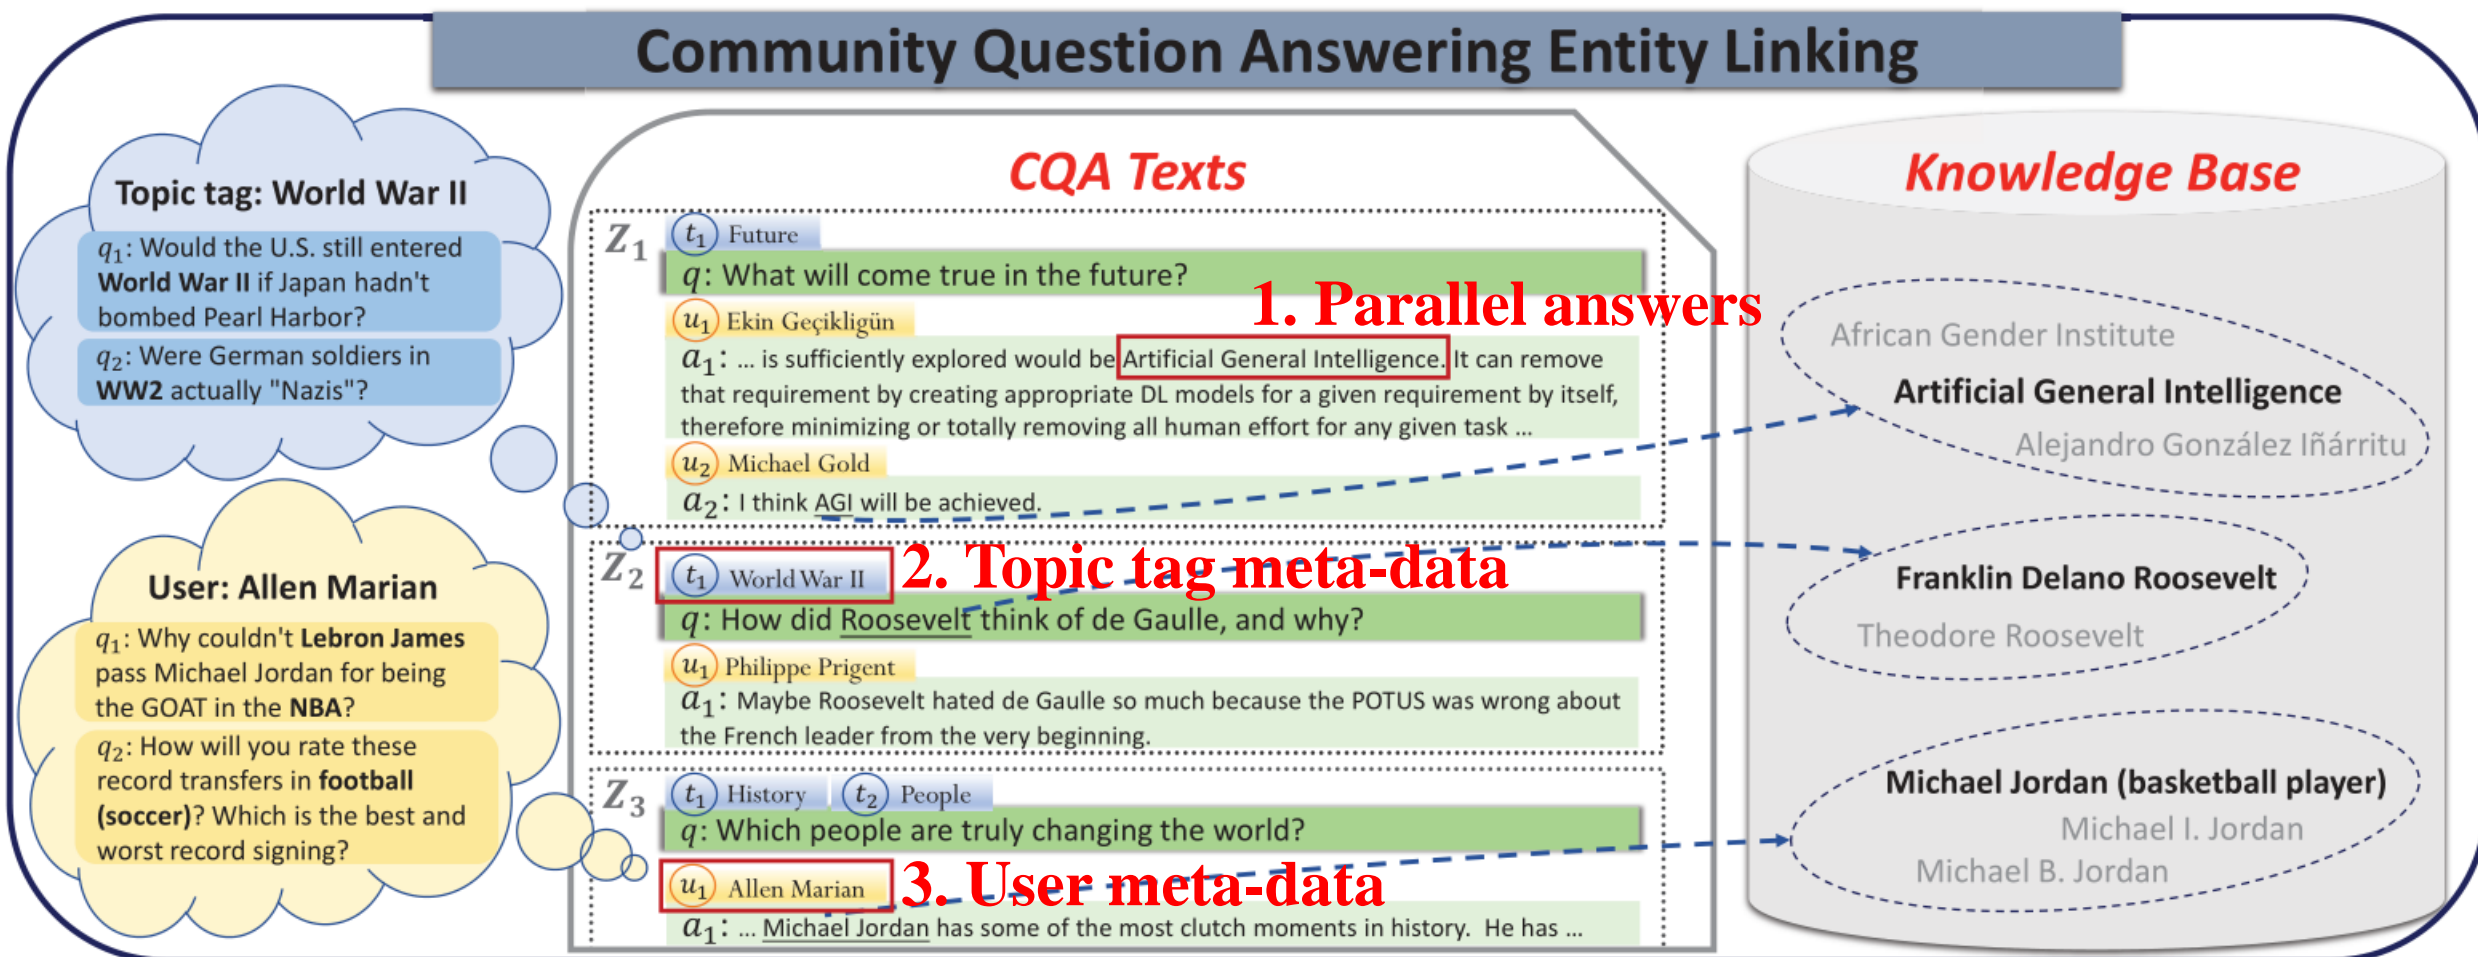 Community Question Answering Entity Linking
Topic tag: World War II
q1: Would the U.S. still entered
World War II if Japan hadn't
bombed Pearl Harbor?
q2: Were German soldiers in
WW2 actually "Nazis"?
User: Allen Marian
q1: Why couldn't Lebron James
pass Michael Jordan for being
the GOAT in the NBA?
q2: How will you rate these
record transfers in football
(soccer)? Which is the best and
worst record signing?
CQA Texts
Z1
t1 Future
q: What will come true in the future?
1. Parallel answers
u1 Ekin Geçikligün
a1: ... is sufficiently explored would be Artificial General Intelligence. It can remove
that requirement by creating appropriate DL models for a given requirement by itself,
therefore minimizing or totally removing all human effort for any given task ...
u2 Michael Gold
a2: I think AGI will be achieved.
Z2
t1 World War II
2. Topic tag meta-data
q: How did Roosevelt think of de Gaulle, and why?
u1 Philippe Prigent
a1: Maybe Roosevelt hated de Gaulle so much because the POTUS was wrong about
the French leader from the very beginning.
Z3
t1 History t2 People
q: Which people are truly changing the world?
u1 Allen Marian
3. User meta-data
a1: ... Michael Jordan has some of the most clutch moments in history. He has ...
Knowledge Base
African Gender Institute
Artificial General Intelligence
Alejandro González Iñárritu
Franklin Delano Roosevelt
Theodore Roosevelt
Michael Jordan (basketball player)
Michael I. Jordan
Michael B. Jordan